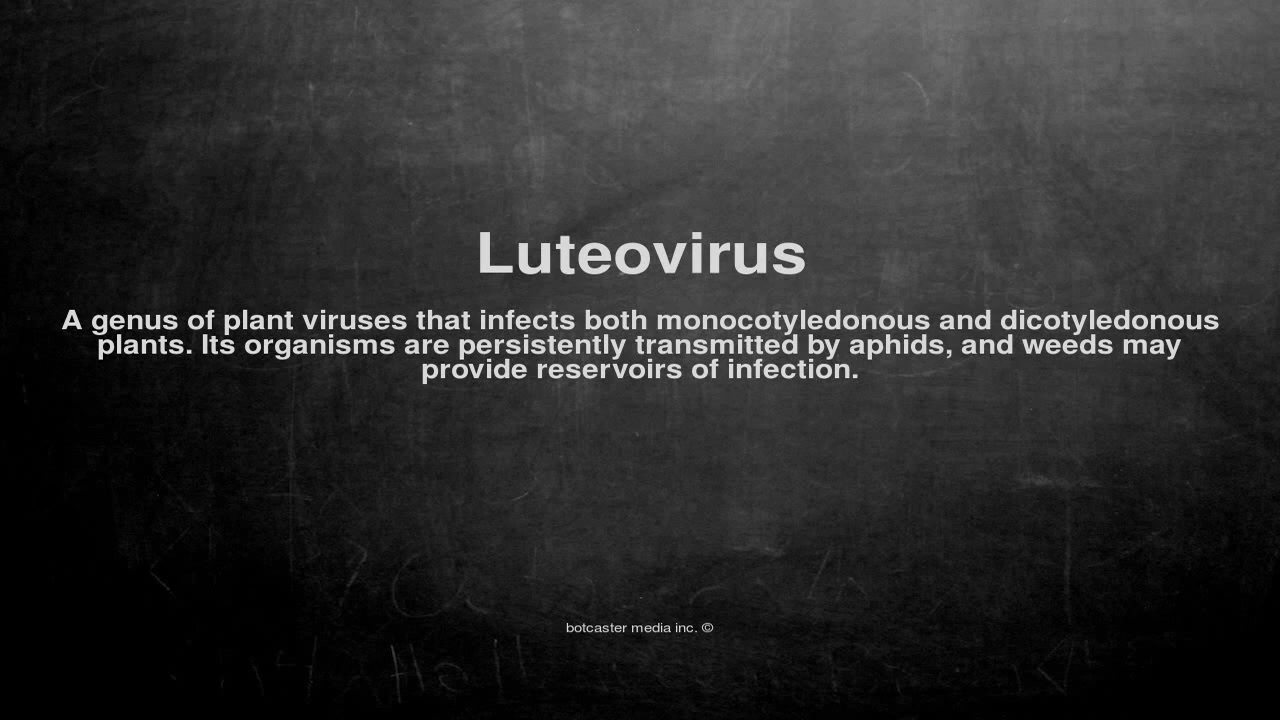 Luteovirus
A genus of plant viruses that infects both monocotyledonous and dicotyledonous
plants. Its organisms are persistently transmitted by aphids, and weeds may
provide reservoirs of infection.
botcaster media inc. ©